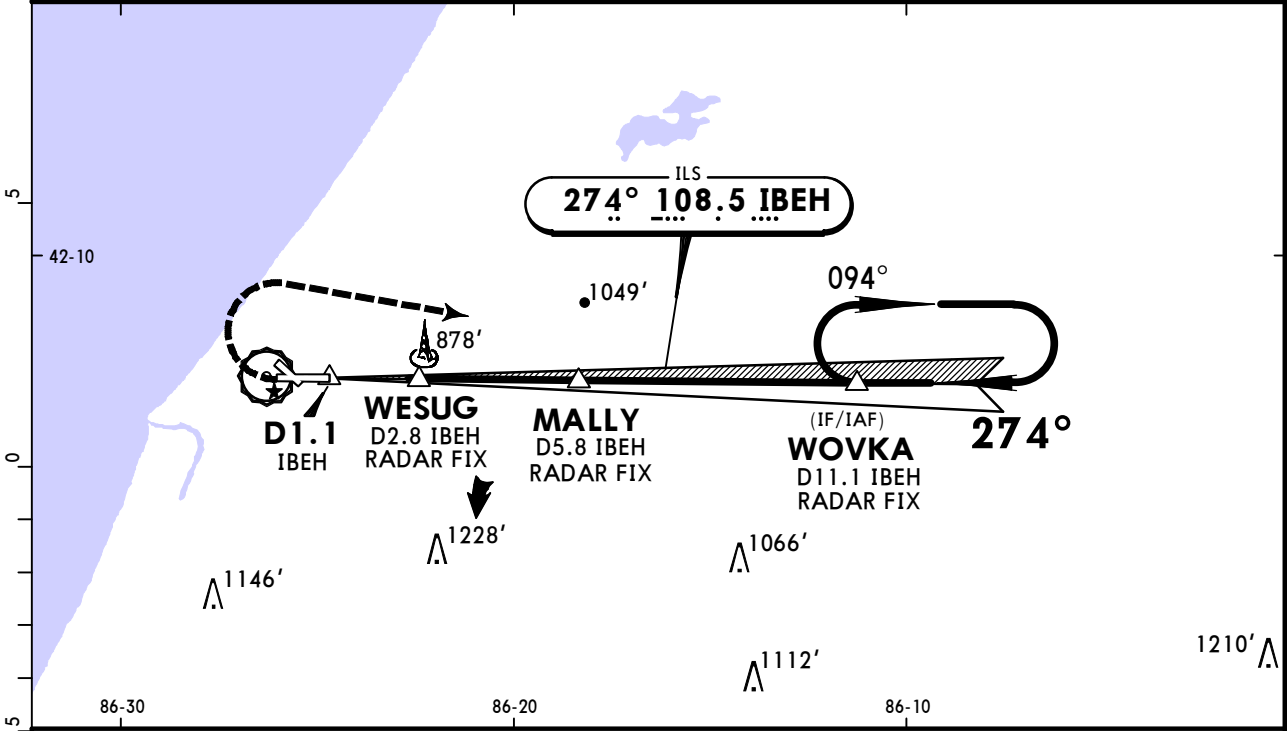 ILS
274° 108.5 IBEH
5
42-10
094°
1049'
878'
D1.1
IBEH
WESUG
D2.8 IBEH
RADAR FIX
MALLY
D5.8 IBEH
RADAR FIX
(IF/IAF)
WOVKA
D11.1 IBEH
RADAR FIX
274°
0
1228'
1066'
1146'
1112'
1210'
5
86-30
86-20
86-10